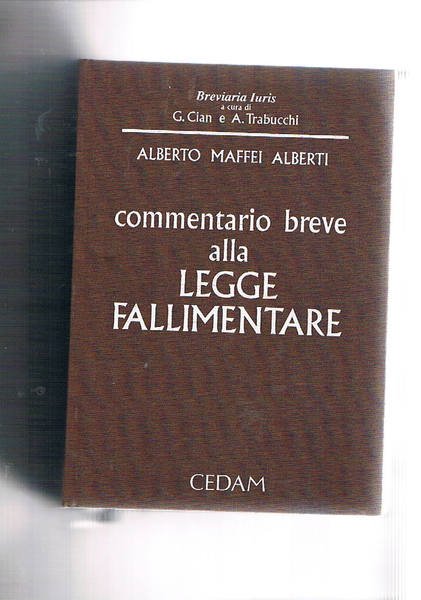 Breviaria Iuris
a cura di
G. Cian e A. Trabucchi
ALBERTO MAFFEI ALBERTI
commentario breve
alla
LEGGE
FALLIMENTARE
CEDAM